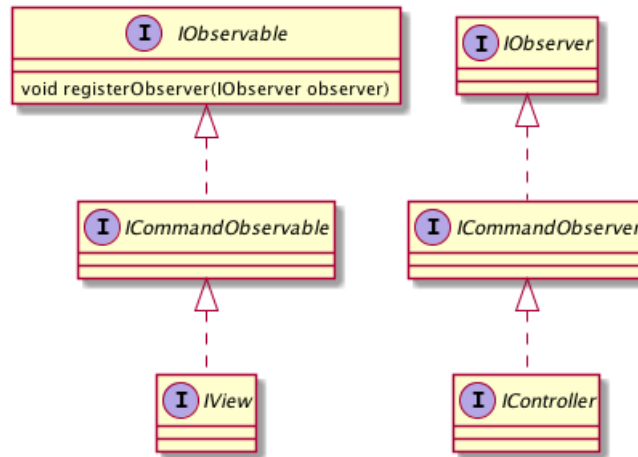 I IObservable
void registerObserver(IObserver observer)
I IObserver
I ICommandObservable
I ICommandObserver
I IView
I IController